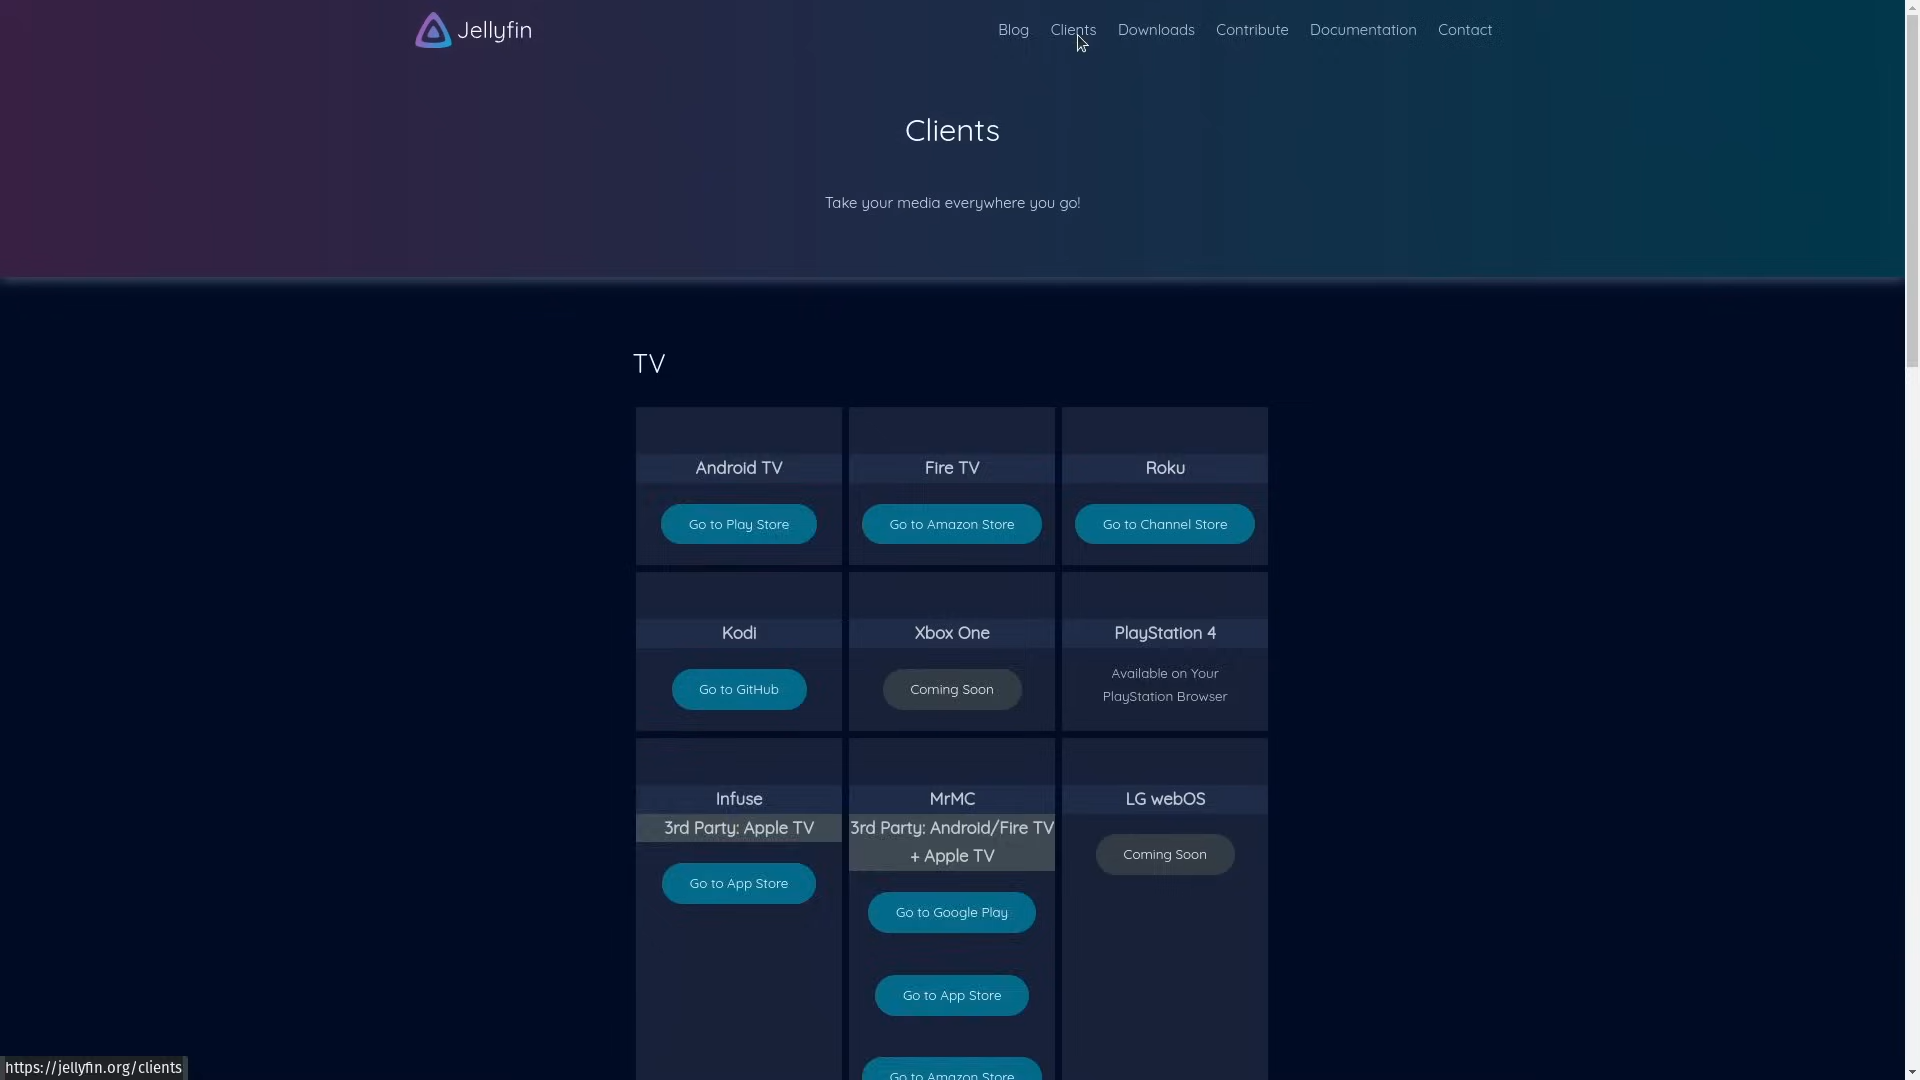 Jellyfin
Blog
Clients
Downloads
Contribute
Documentation
Contact
Clients
Take your media everywhere you go!
TV
Android TV
Go to Play Store
Fire TV
Go to Amazon Store
Roku
Go to Channel Store
Kodi
Go to GitHub
Xbox One
Coming Soon
PlayStation 4
Available on Your
PlayStation Browser
Infuse
3rd Party: Apple TV
Go to App Store
MrMC
3rd Party: Android/Fire TV
+ Apple TV
Go to Google Play
Go to App Store
Go to Amazon Store
LG webOS
Coming Soon
https://jellyfin.org/clients